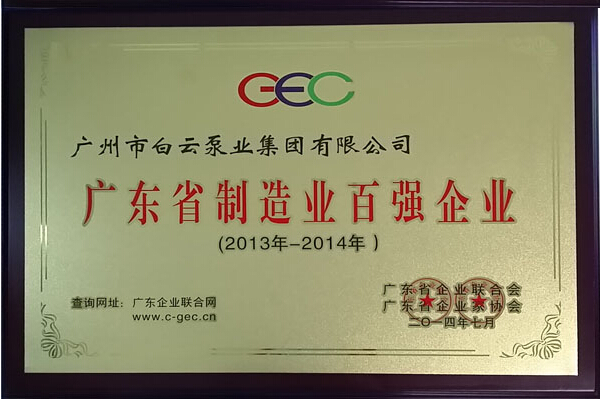 GEC
广州市白云泵业集团有限公司
广东省制造业百强企业
(2013年-2014年)
查询网址：广东企业联合网
www.c-gec.cn
广东省企业联合会
广东省企业家协会
二〇一四年七月